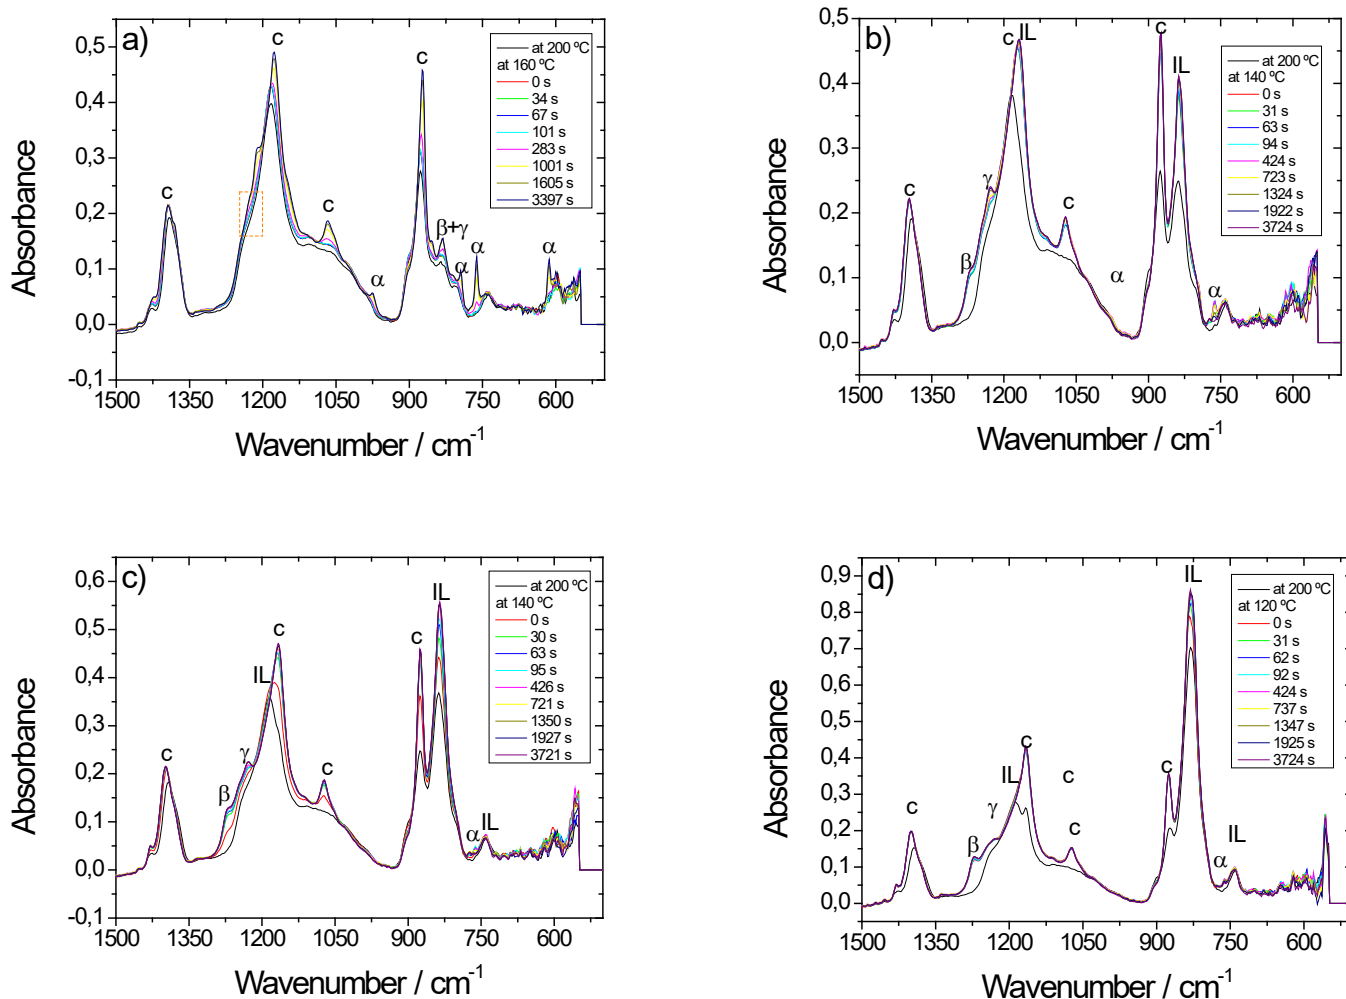 a)
c
c
c
c
β+γ
α
α
α
α
at 200 ºC
at 160 ºC
0 s
34 s
67 s
101 s
283 s
1001 s
1605 s
3397 s
0,5
0,4
0,3
0,2
0,1
0,0
-0,1
Absorbance
1500 1350 1200 1050 900 750 600
Wavenumber / cm⁻¹
b)
c
c IL
c
IL
c
γ
β
α
α
at 200 ºC
at 140 ºC
0 s
31 s
63 s
94 s
424 s
723 s
1324 s
1922 s
3724 s
0,5
0,4
0,3
0,2
0,1
0,0
Absorbance
1500 1350 1200 1050 900 750 600
Wavenumber / cm⁻¹
c)
c
β
γ
IL
c
c
c
IL
α
IL
at 200 ºC
at 140 ºC
0 s
30 s
63 s
95 s
426 s
721 s
1350 s
1927 s
3721 s
0,6
0,5
0,4
0,3
0,2
0,1
0,0
-0,1
Absorbance
1500 1350 1200 1050 900 750 600
Wavenumber / cm⁻¹
d)
c
β
γ
IL
c
c
c
IL
α
IL
at 200 ºC
at 120 ºC
0 s
31 s
62 s
92 s
424 s
737 s
1347 s
1925 s
3724 s
0,9
0,8
0,7
0,6
0,5
0,4
0,3
0,2
0,1
0,0
Absorbance
1500 1350 1200 1050 900 750 600
Wavenumber / cm⁻¹